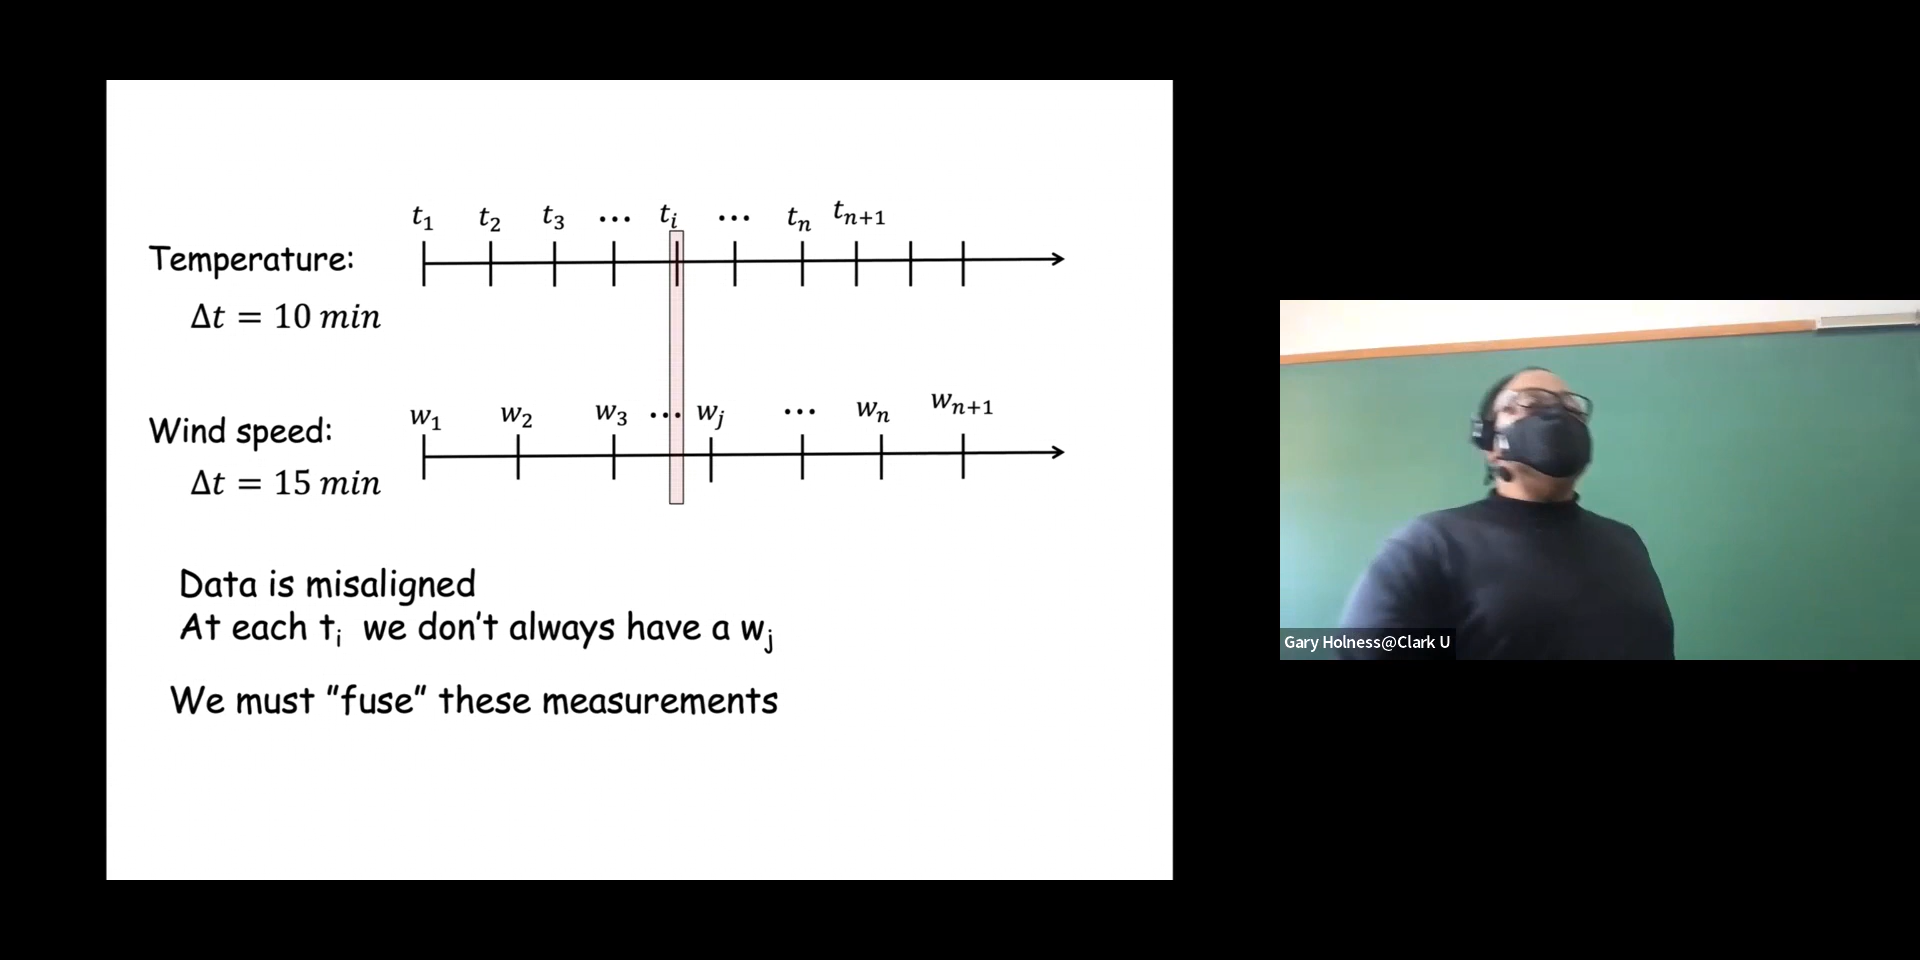 t₁ t₂ t₃ ⋯ tᵢ ⋯ tₙ tₙ₊₁
Temperature:
Δt = 10 min
w₁ w₂ w₃ ⋯ wⱼ ⋯ wₙ wₙ₊₁
Wind speed:
Δt = 15 min
Data is misaligned
At each tᵢ we don't always have a wⱼ
We must "fuse" these measurements
Gary Holness@Clark U